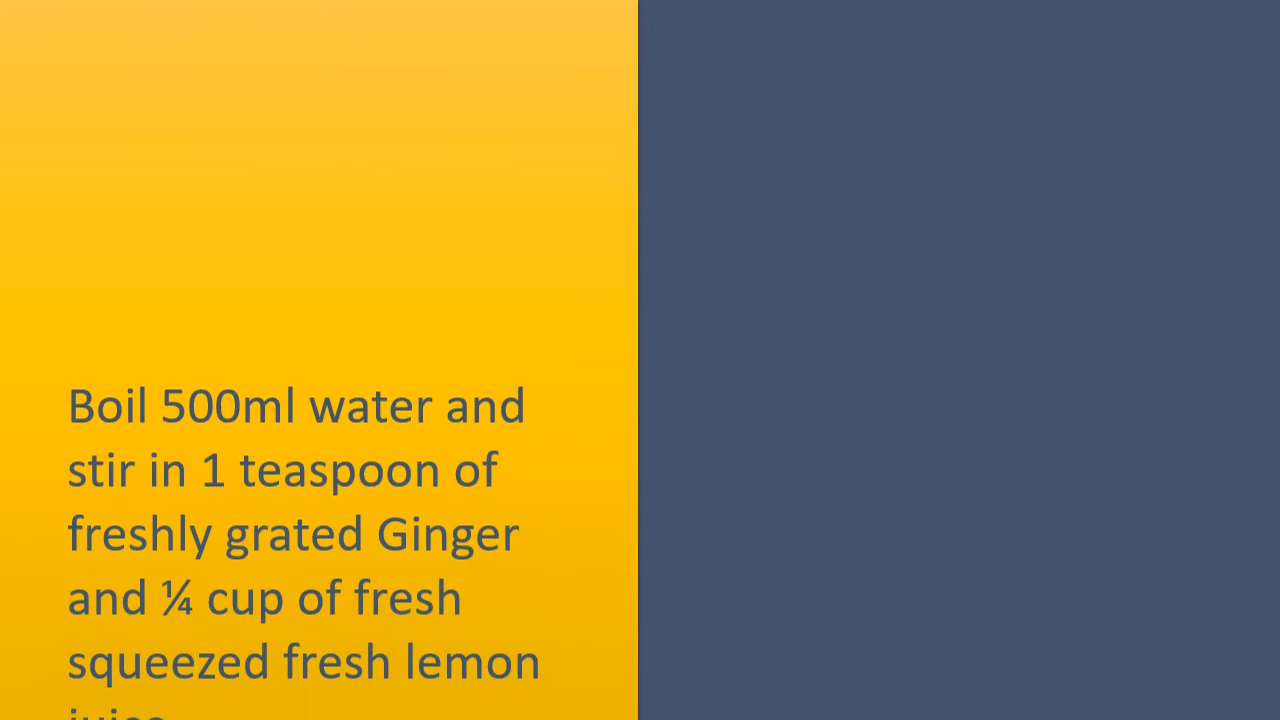 Boil 500ml water and
stir in 1 teaspoon of
freshly grated Ginger
and ¼ cup of fresh
squeezed fresh lemon
juice